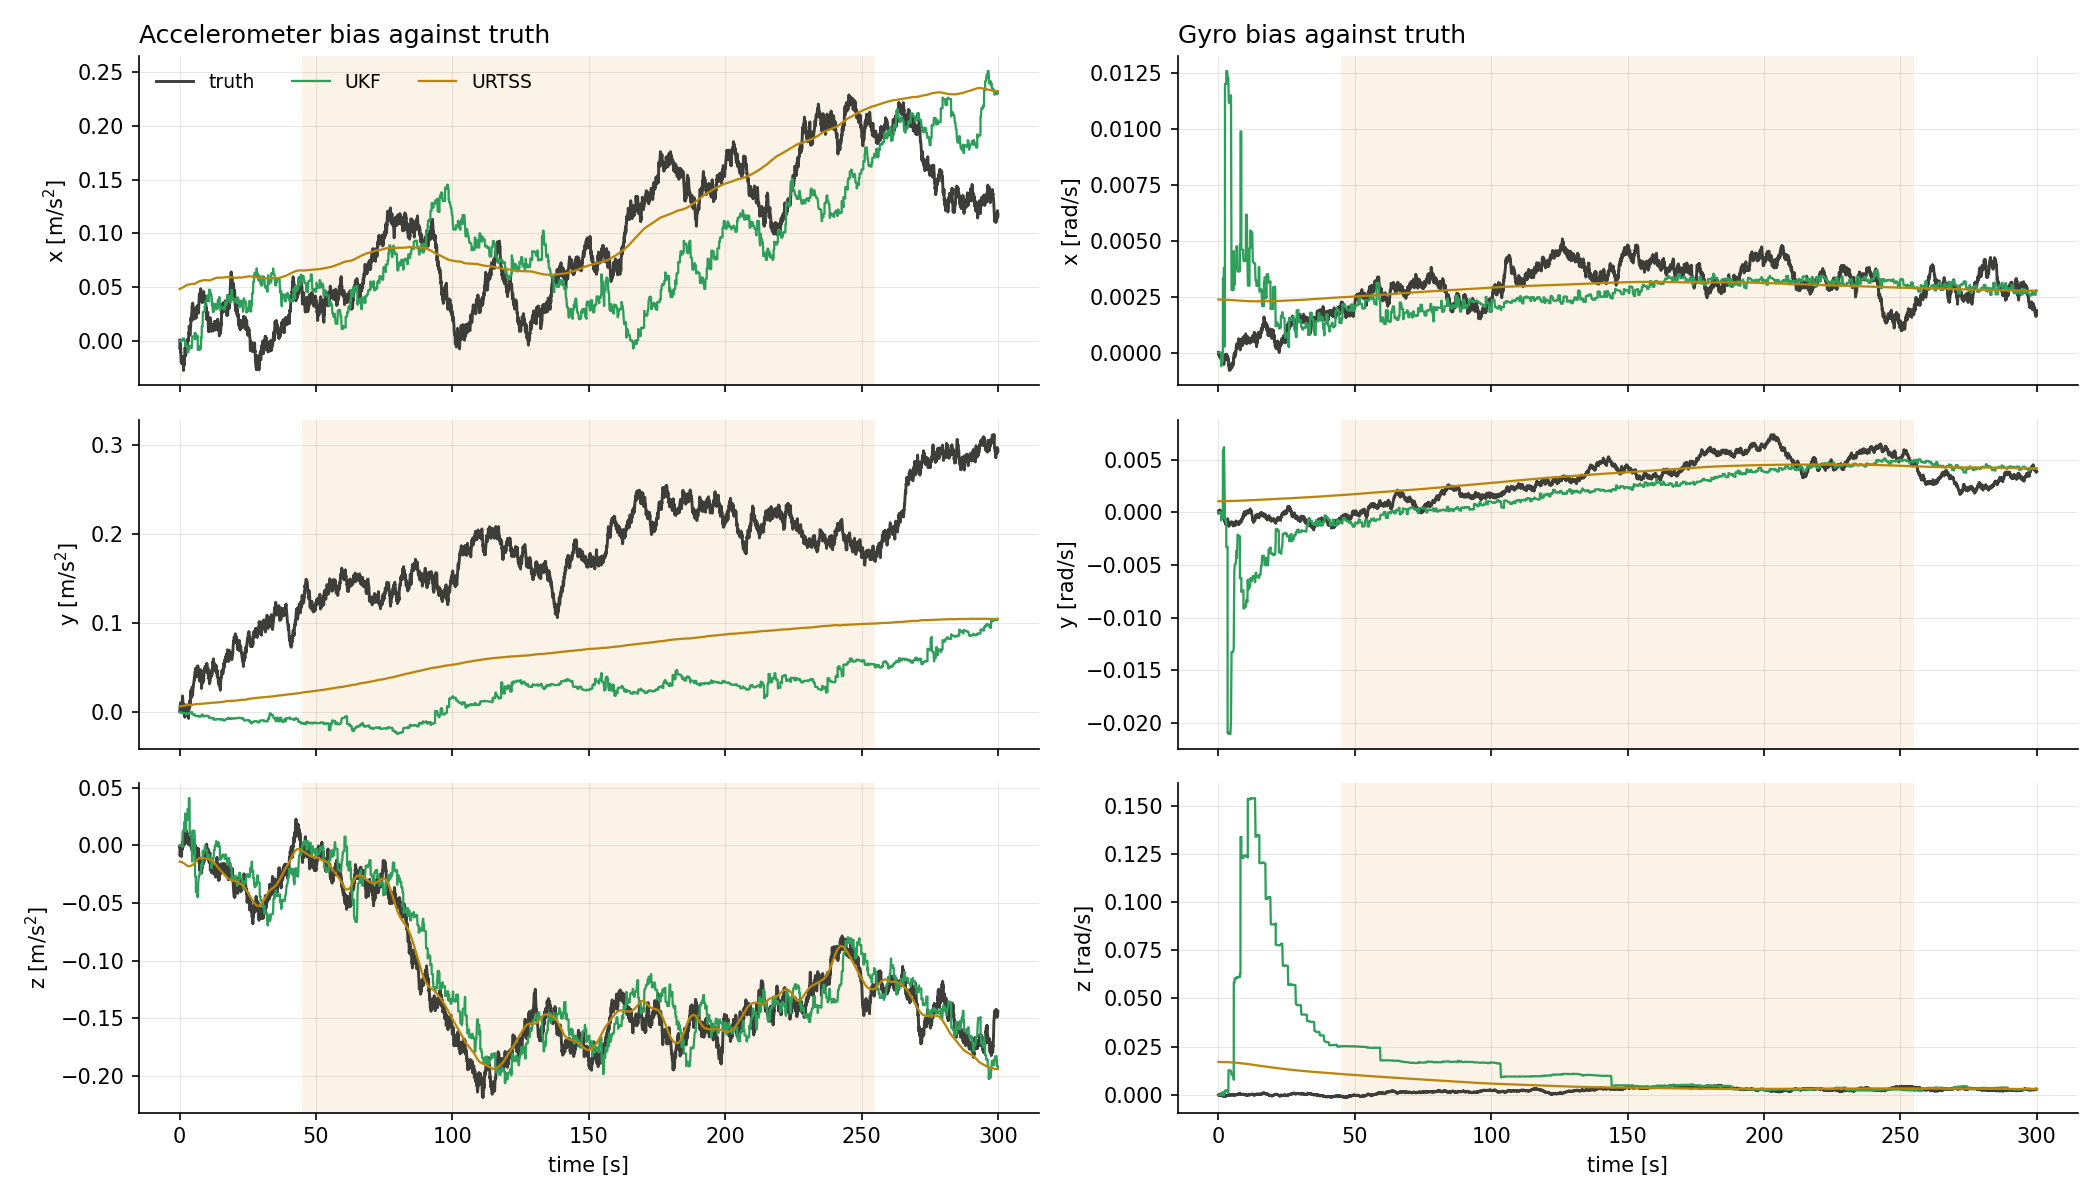 Accelerometer bias against truth
truth UKF URTSS
x [m/s²]
0.25
0.20
0.15
0.10
0.05
0.00
Gyro bias against truth
x [rad/s]
0.0125
0.0100
0.0075
0.0050
0.0025
0.0000
y [m/s²]
0.3
0.2
0.1
0.0
y [rad/s]
0.005
0.000
−0.005
−0.010
−0.015
−0.020
z [m/s²]
0.05
0.00
−0.05
−0.10
−0.15
−0.20
0 50 100 150 200 250 300
time [s]
z [rad/s]
0.150
0.125
0.100
0.075
0.050
0.025
0.000
0 50 100 150 200 250 300
time [s]